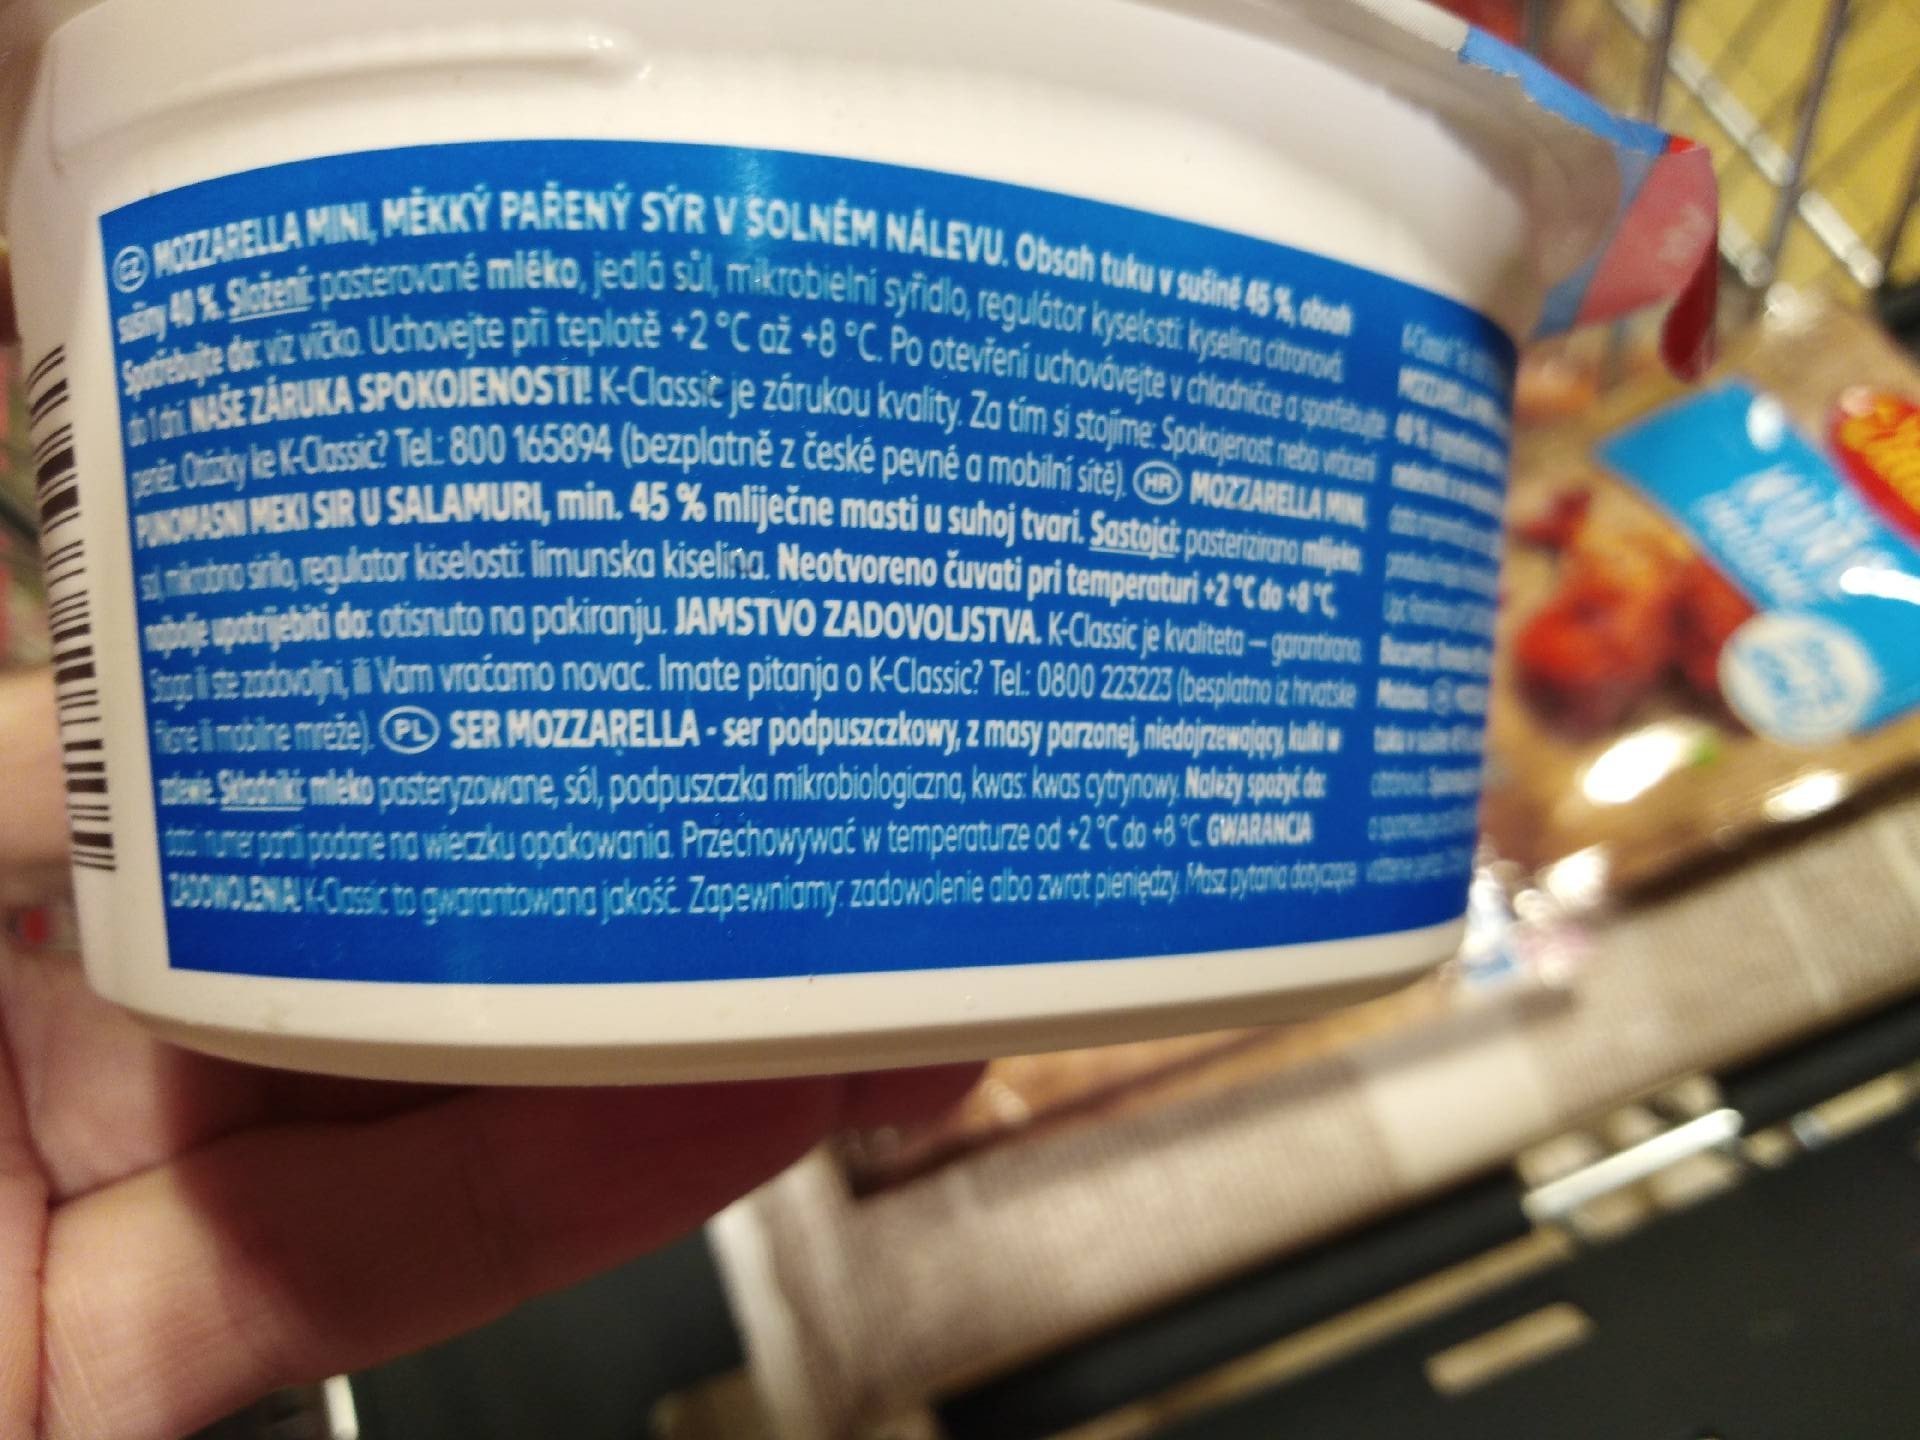 CZ MOZZARELLA MINI, MĚKKÝ PAŘENÝ SÝR V SOLNÉM NÁLEVU. Obsah tuku v sušině 45 %, obsah
sušiny 40 %. Složení: pasterované mléko, jedlá sůl, mikrobielní syřidlo, regulátor kyselosti: kyselina citronová.
Spotřebujte do: viz víčko. Uchovejte při teplotě +2 °C až +8 °C. Po otevření uchovávejte v chladničce a spotřebujte
do 1 dní. NAŠE ZÁRUKA SPOKOJENOSTI! K-Classic je zárukou kvality. Za tím si stojíme: Spokojenost nebo vrácení
peněz. Otázky ke K-Classic? Tel.: 800 165894 (bezplatně z české pevné a mobilní sítě). HR MOZZARELLA MINI,
PUNOMASNI MEKI SIR U SALAMURI, min. 45 % mliječne masti u suhoj tvari. Sastojci: pasterizirano mlijeko,
sol, mikrobno sirilo, regulator kiselosti: limunska kiselina. Neotvoreno čuvati pri temperaturi +2 °C do +8 °C,
najbolje upotrijebiti do: otisnuto na pakiranju. JAMSTVO ZADOVOLJSTVA. K-Classic je kvaliteta – garantirano.
Stoga ili ste zadovoljni, ili Vam vraćamo novac. Imate pitanja o K-Classic? Tel.: 0800 223223 (besplatno iz hrvatske
fiksne ili mobilne mreže). PL SER MOZZARELLA - ser podpuszczkowy, z masy parzonej, niedojrzewający, kulki w
zalewie. Składniki: mleko pasteryzowane, sól, podpuszczka mikrobiologiczna, kwas: kwas cytrynowy. Należy spożyć do:
data i numer partii podane na wieczku opakowania. Przechowywać w temperaturze od +2 °C do +8 °C. GWARANCJA
ZADOWOLENIA! K-Classic to gwarantowana jakość. Zapewniamy: zadowolenie albo zwrot pieniędzy. Masz pytania dotyczące